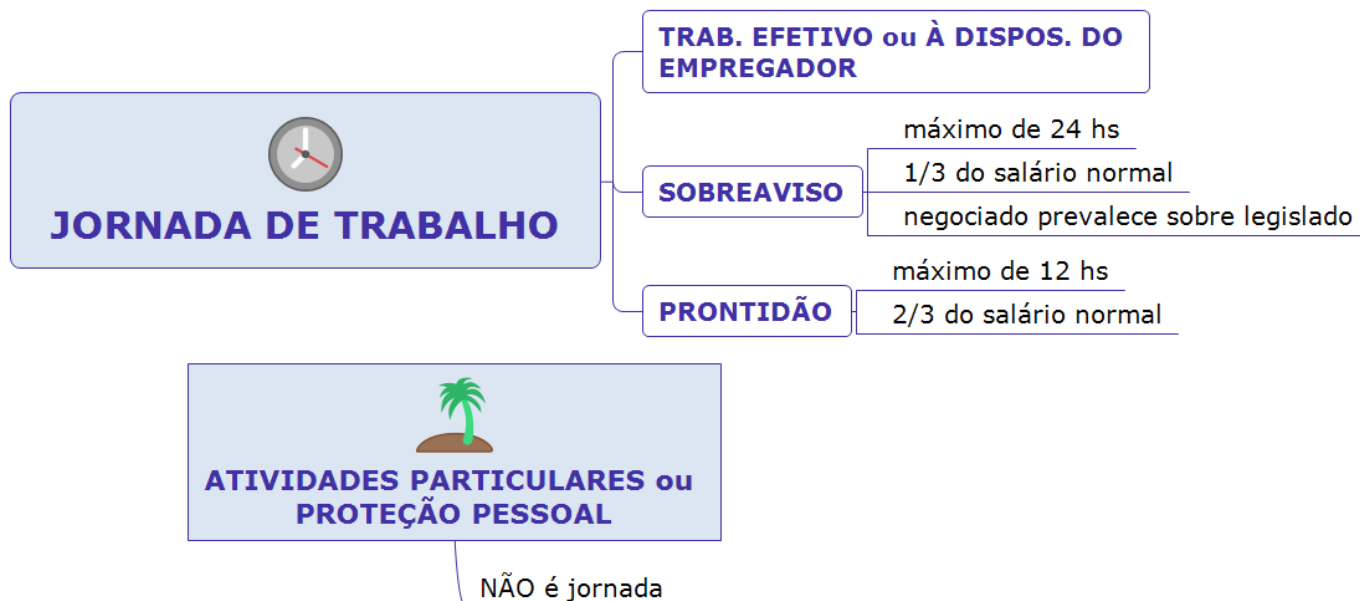 TRAB. EFETIVO ou À DISPOS. DO
EMPREGADOR
JORNADA DE TRABALHO
SOBREAVISO
máximo de 24 hs
1/3 do salário normal
negociado prevalece sobre legislado
PRONTIDÃO
máximo de 12 hs
2/3 do salário normal
ATIVIDADES PARTICULARES ou
PROTEÇÃO PESSOAL
NÃO é jornada